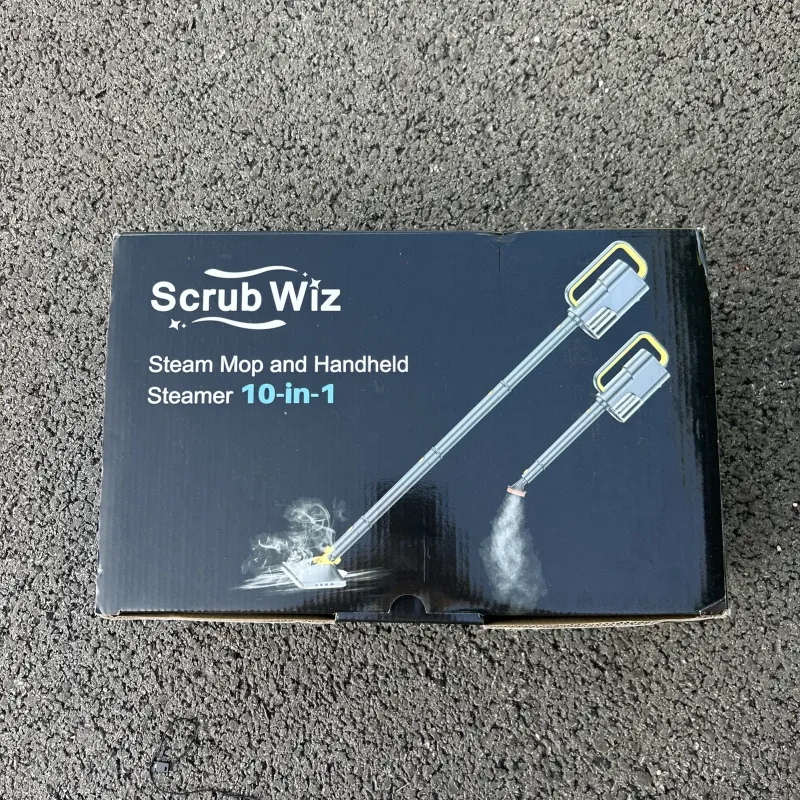 Scrub Wiz
Steam Mop and Handheld
Steamer 10-in-1